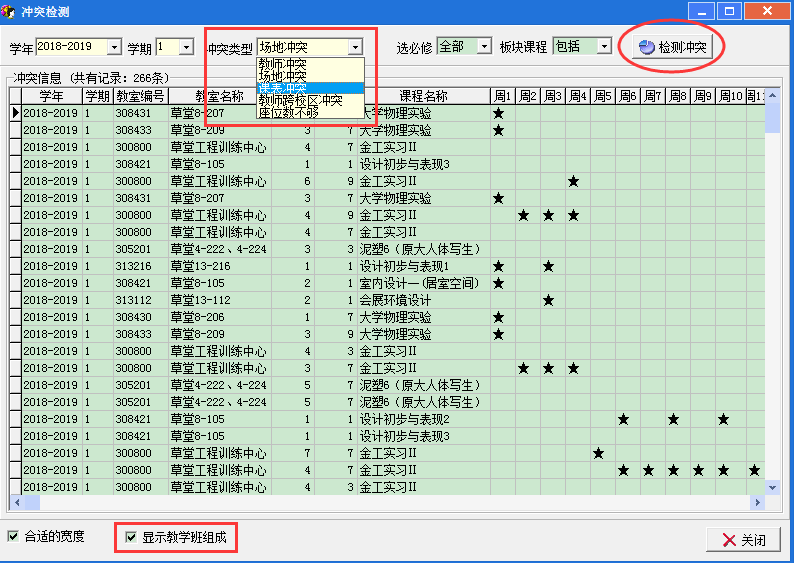 冲突检测
学年 2018-2019 学期 1 冲突类型 场地冲突 选必修 全部 板块课程 包括 检测冲突
教师冲突
场地冲突
课表冲突
教师跨校区冲突
座位数不够
冲突信息（共有记录：266条）
学年 学期 教室编号 教室名称 课程名称 周1 周2 周3 周4 周5 周6 周7 周8 周9 周10 周11
2018-2019 1 308431 草堂8-207 大学物理实验 ★
2018-2019 1 308433 草堂8-209 3 7 大学物理实验 ★
2018-2019 1 300800 草堂工程训练中心 4 7 金工实习II
2018-2019 1 308421 草堂8-105 1 1 设计初步与表现3
2018-2019 1 300800 草堂工程训练中心 6 9 金工实习II ★
2018-2019 1 308431 草堂8-207 3 7 大学物理实验 ★
2018-2019 1 300800 草堂工程训练中心 4 9 金工实习II ★ ★ ★
2018-2019 1 300800 草堂工程训练中心 4 7 金工实习II
2018-2019 1 305201 草堂4-222、4-224 3 3 泥塑6（原大人体写生）
2018-2019 1 313216 草堂13-216 1 1 设计初步与表现1 ★ ★
2018-2019 1 308421 草堂8-105 2 1 室内设计一(居室空间) ★
2018-2019 1 313112 草堂13-112 2 1 会展环境设计 ★
2018-2019 1 308430 草堂8-206 1 7 大学物理实验 ★
2018-2019 1 308433 草堂8-209 3 9 大学物理实验 ★
2018-2019 1 300800 草堂工程训练中心 4 3 金工实习II
2018-2019 1 300800 草堂工程训练中心 3 7 金工实习II ★ ★ ★
2018-2019 1 305201 草堂4-222、4-224 5 7 泥塑6（原大人体写生）
2018-2019 1 305201 草堂4-222、4-224 5 7 泥塑6（原大人体写生）
2018-2019 1 308421 草堂8-105 1 1 设计初步与表现2 ★ ★ ★
2018-2019 1 308421 草堂8-105 1 1 设计初步与表现3
2018-2019 1 300800 草堂工程训练中心 7 7 金工实习II ★
2018-2019 1 300800 草堂工程训练中心 4 7 金工实习II ★ ★ ★ ★ ★ ★
2018-2019 1 300800 草堂工程训练中心 4 3 金工实习II
合适的宽度 显示教学班组成 关闭